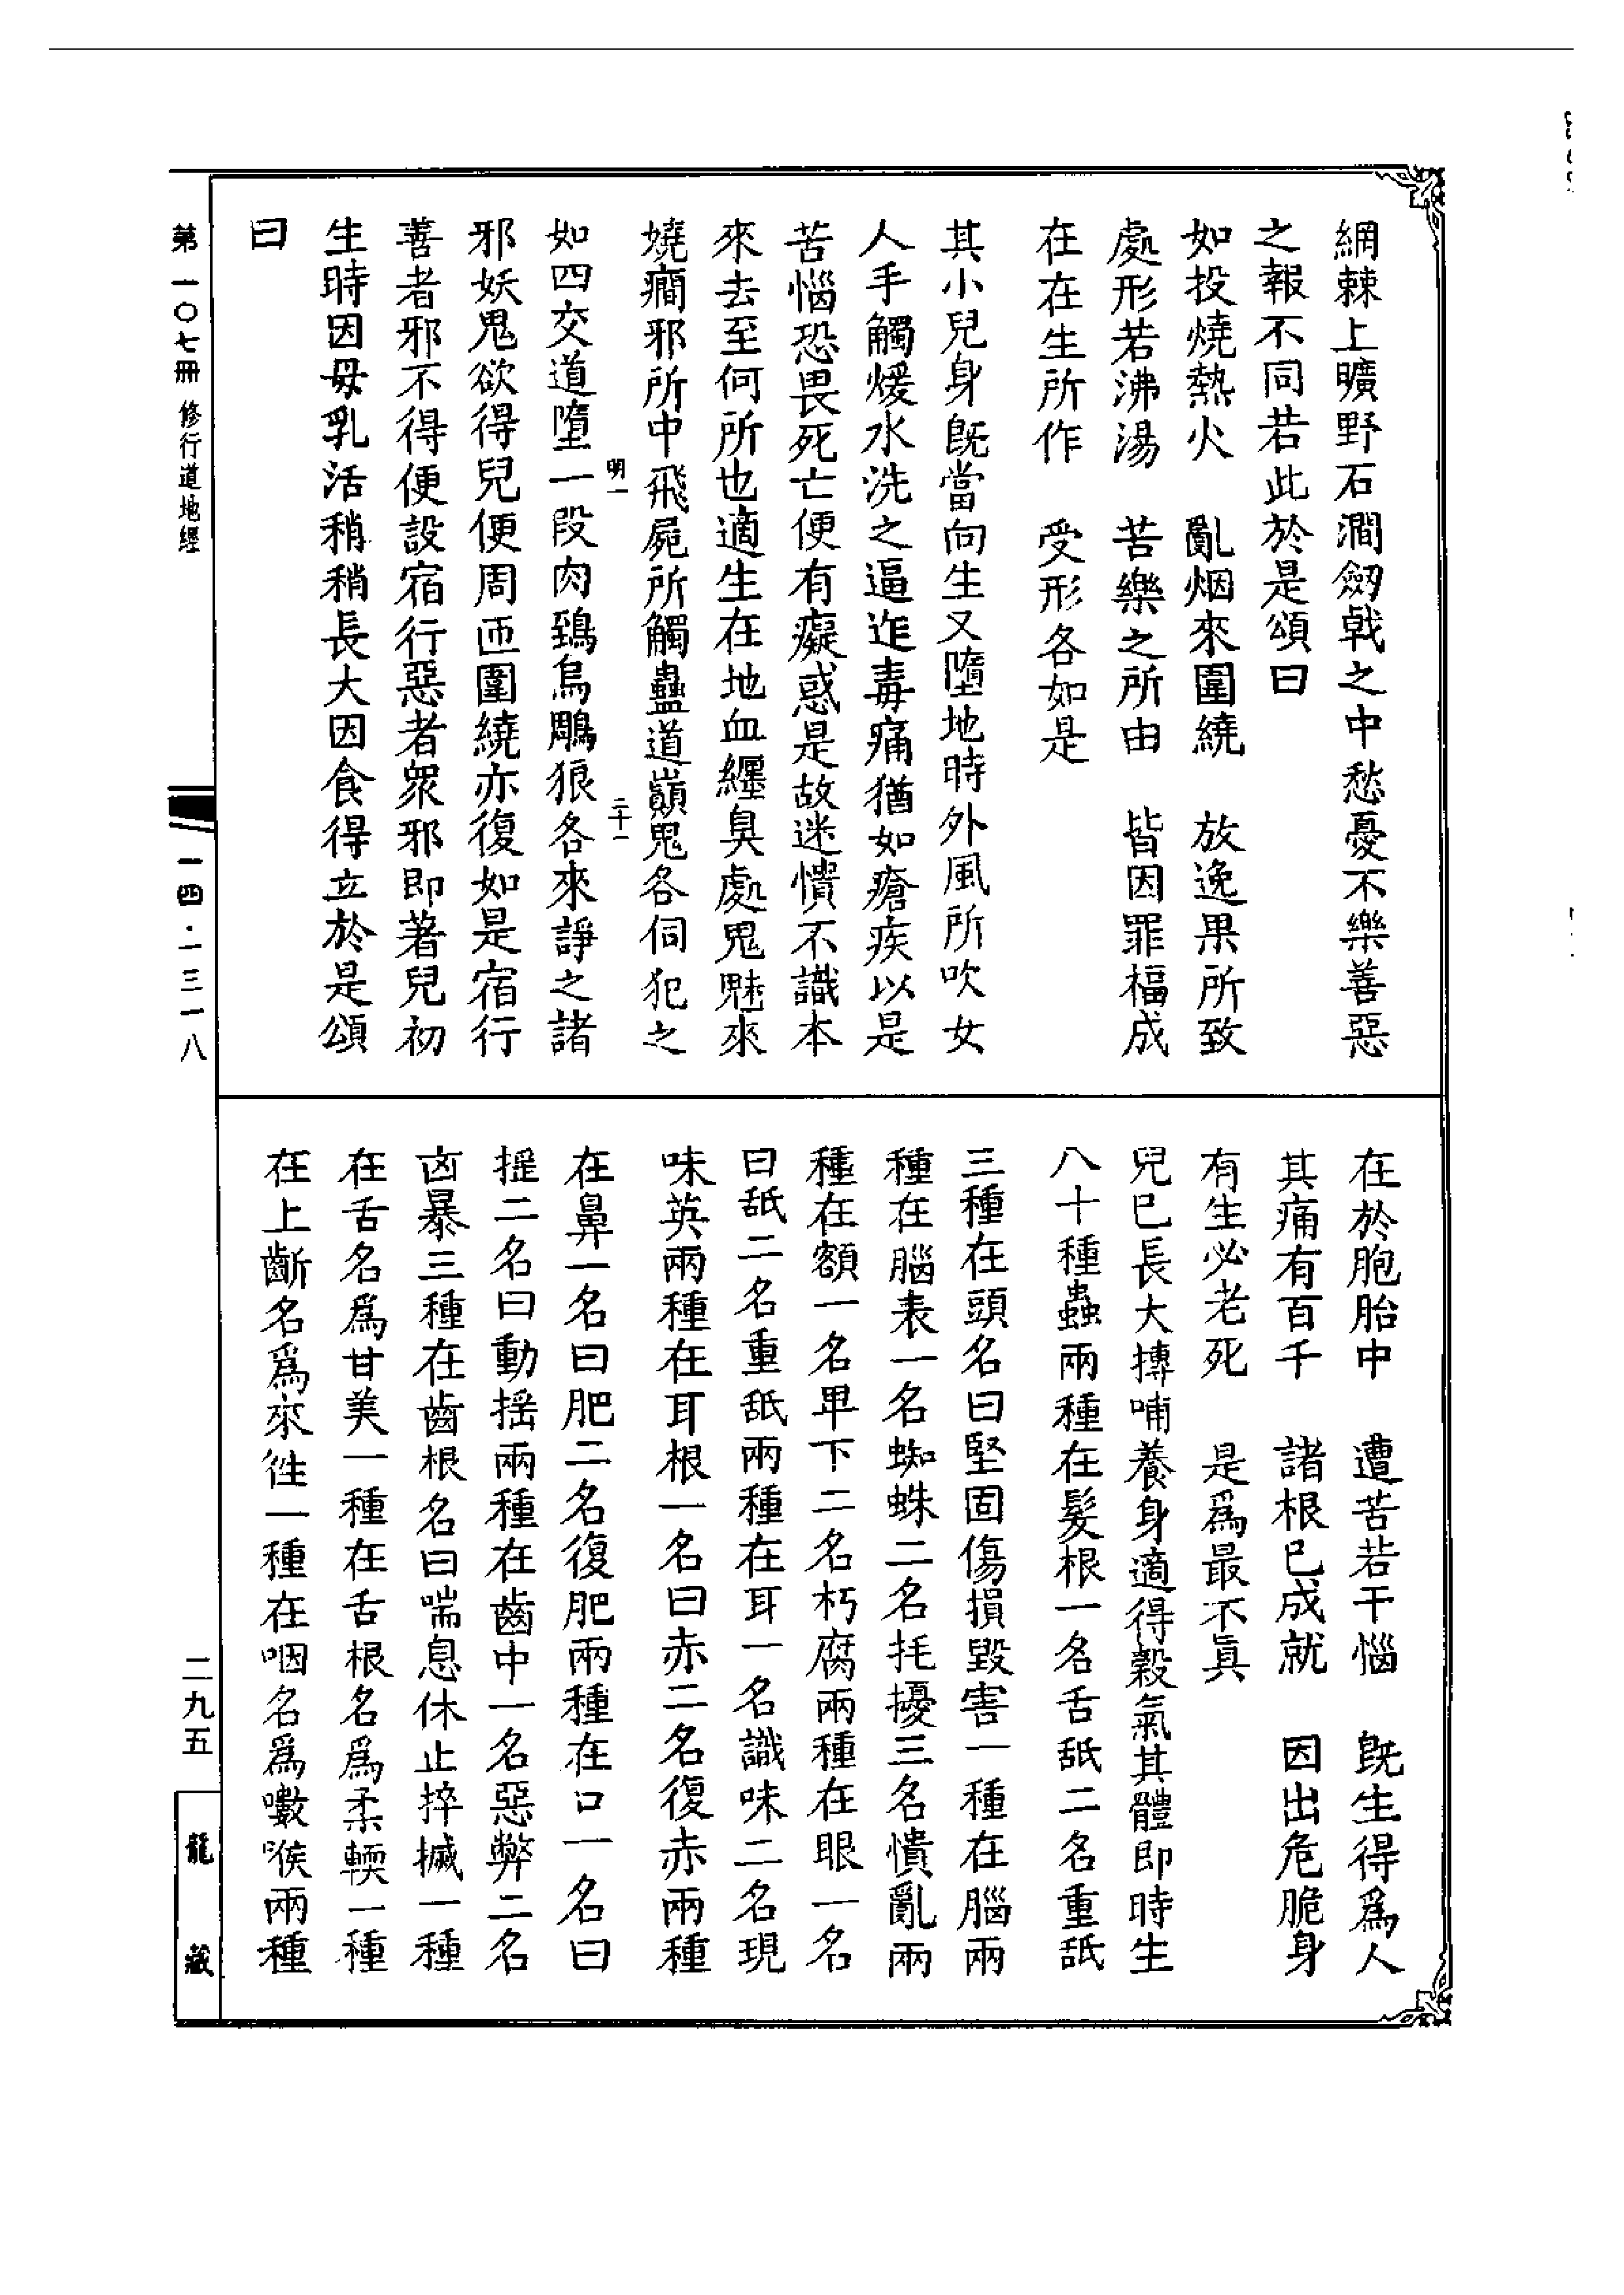 網棘上曠野石澗劒戟之中愁憂不樂善惡
之報不同若此於是頌曰
如投燒熱火　亂烟來圍繞　放逸果所致
處形若沸湯　苦樂之所由　皆因罪福成
在在生所作　受形各如是
其小兒身旣當向生又墮地時外風所吹女
人手觸煖水洗之逼迮毒痛猶如瘡疾以是
苦惱恐畏死亡便有癡惑是故迷憒不識本
來去至何所也適生在地血纏臭處鬼魅來
嬈癎邪所中飛屍所觸蠱道巔鬼各伺犯之
明一
二十一
如四交道墮一段肉鵄烏鵰狼各來諍之諸
邪妖鬼欲得兒便周匝圍繞亦復如是宿行
善者邪不得便設宿行惡者衆邪即著兒初
生時因母乳活稍稍長大因食得立於是頌
曰
在於胞胎中　遭苦若干惱　旣生得爲人
其痛有百千　諸根已成就　因出危脆身
有生必老死　是爲最不眞
兒已長大摶哺養身適得穀氣其體即時生
八十種蟲兩種在髮根一名舌舐二名重舐
三種在頭名曰堅固傷損毀害一種在腦兩
種在腦表一名蜘蛛二名𰓆擾三名憒亂兩
種在額一名卑下二名朽腐兩種在眼一名
曰舐二名重舐兩種在耳一名識味二名現
味英兩種在耳根一名曰赤二名復赤兩種
在鼻一名曰肥二名復肥兩種在口一名曰
搖二名曰動搖兩種在齒中一名惡弊二名
㐫暴三種在齒根名曰喘息休止捽搣一種
在舌名爲甘美一種在舌根名爲柔輭一種
在上齗名爲來徃一種在咽名爲嚽喉兩種
第一〇七冊 修行道地經
一四·一三一八
二九五
龍藏